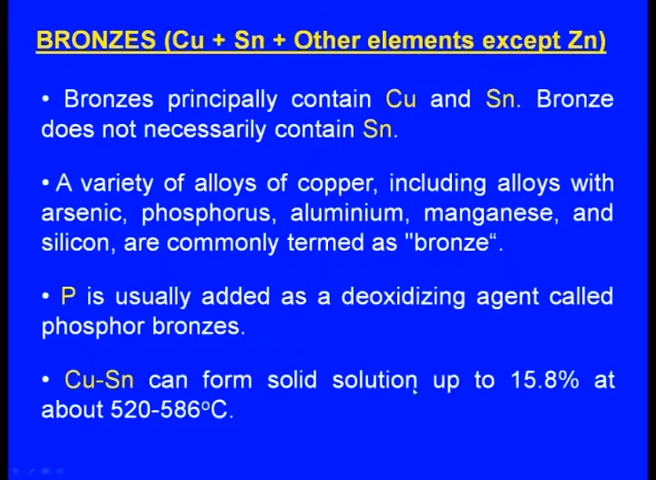 BRONZES (Cu + Sn + Other elements except Zn)
• Bronzes principally contain Cu and Sn. Bronze
does not necessarily contain Sn.
• A variety of alloys of copper, including alloys with
arsenic, phosphorus, aluminium, manganese, and
silicon, are commonly termed as "bronze“.
• P is usually added as a deoxidizing agent called
phosphor bronzes.
• Cu-Sn can form solid solution up to 15.8% at
about 520-586ºC.